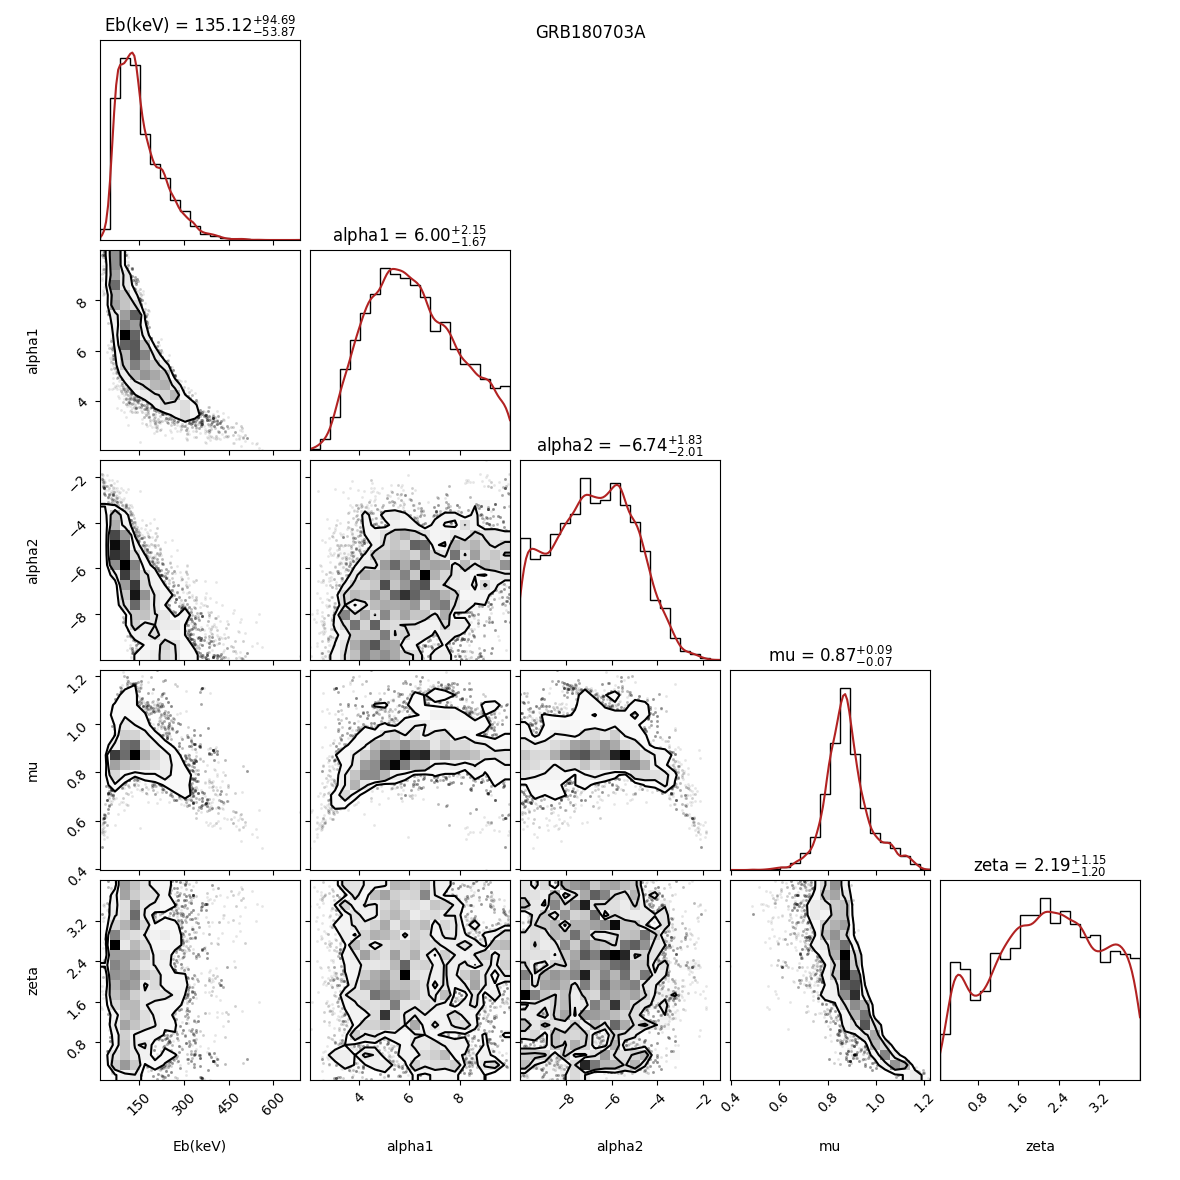 Eb(keV) = 135.12+94.69−53.87
GRB180703A
alpha1 = 6.00+2.15−1.67
8
6
4
alpha1
alpha2 = −6.74+1.83−2.01
−2
−4
−6
−8
alpha2
mu = 0.87+0.09−0.07
1.2
1.0
0.8
0.6
0.4
mu
zeta = 2.19+1.15−1.20
3.2
2.4
1.6
0.8
zeta
150 300 450 600 4 6 8 −8 −6 −4 −2 0.4 0.6 0.8 1.0 1.2 0.8 1.6 2.4 3.2
Eb(keV) alpha1 alpha2 mu zeta